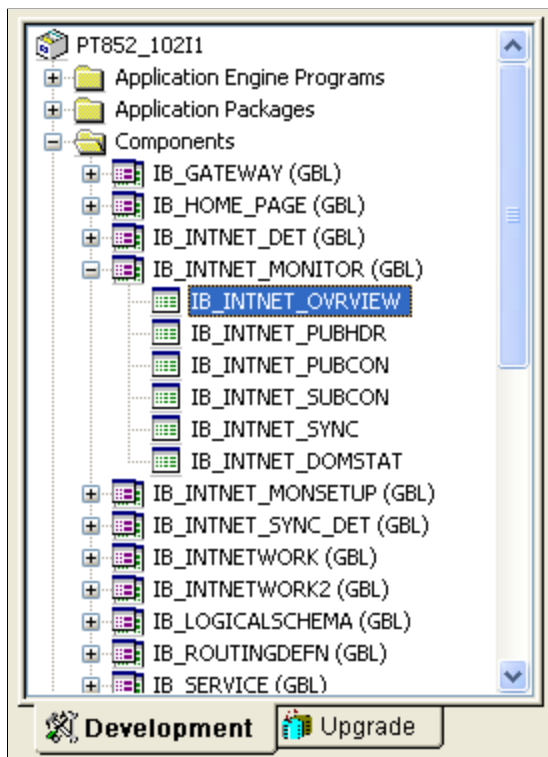 PT852_102I1
Application Engine Programs
Application Packages
Components
IB_GATEWAY (GBL)
IB_HOME_PAGE (GBL)
IB_INTNET_DET (GBL)
IB_INTNET_MONITOR (GBL)
IB_INTNET_OVRVIEW
IB_INTNET_PUBHDR
IB_INTNET_PUBCON
IB_INTNET_SUBCON
IB_INTNET_SYNC
IB_INTNET_DOMSTAT
IB_INTNET_MONSETUP (GBL)
IB_INTNET_SYNC_DET (GBL)
IB_INTNETWORK (GBL)
IB_INTNETWORK2 (GBL)
IB_LOGICALSCHEMA (GBL)
IB_ROUTINGDEFN (GBL)
IB_SERVICE (GBL)
Development Upgrade